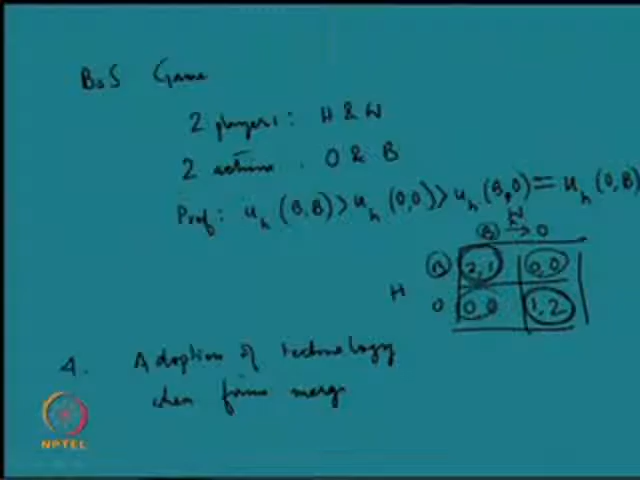 BoS Game
2 players: H & W
2 actions: O & B
Pref: u_h (B,B) > u_h (O,O) > u_h (B,O) = u_h (O,B)
W
B → O
H B 2,1 0,0
O 0,0 1,2
4. Adoption of technology
when firms merge
NPTEL